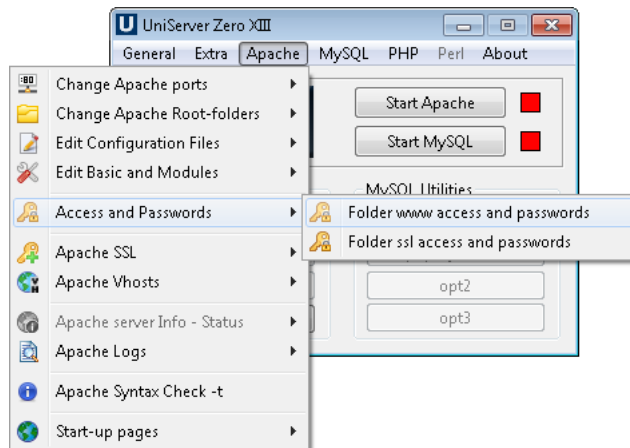 UniServer Zero XIII
General Extra Apache MySQL PHP Perl About
Change Apache ports
Change Apache Root-folders
Edit Configuration Files
Edit Basic and Modules
Access and Passwords
Apache SSL
Apache Vhosts
Apache server Info - Status
Apache Logs
Apache Syntax Check -t
Start-up pages
Start Apache
Start MySQL
MySQL Utilities
Folder www access and passwords
Folder ssl access and passwords
opt2
opt3